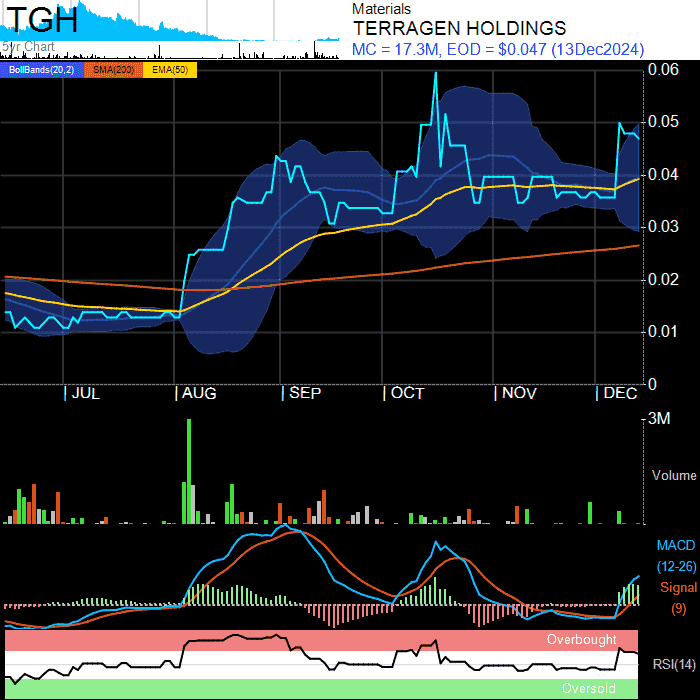 TGH
5yr Chart
Materials
TERRAGEN HOLDINGS
MC = 17.3M, EOD = $0.047 (13Dec2024)
BollBands(20,2) SMA(200) EMA(50)
0.06
0.05
0.04
0.03
0.02
0.01
0
JUL AUG SEP OCT NOV DEC
3M
Volume
MACD
(12-26)
Signal
(9)
Overbought
RSI(14)
Oversold